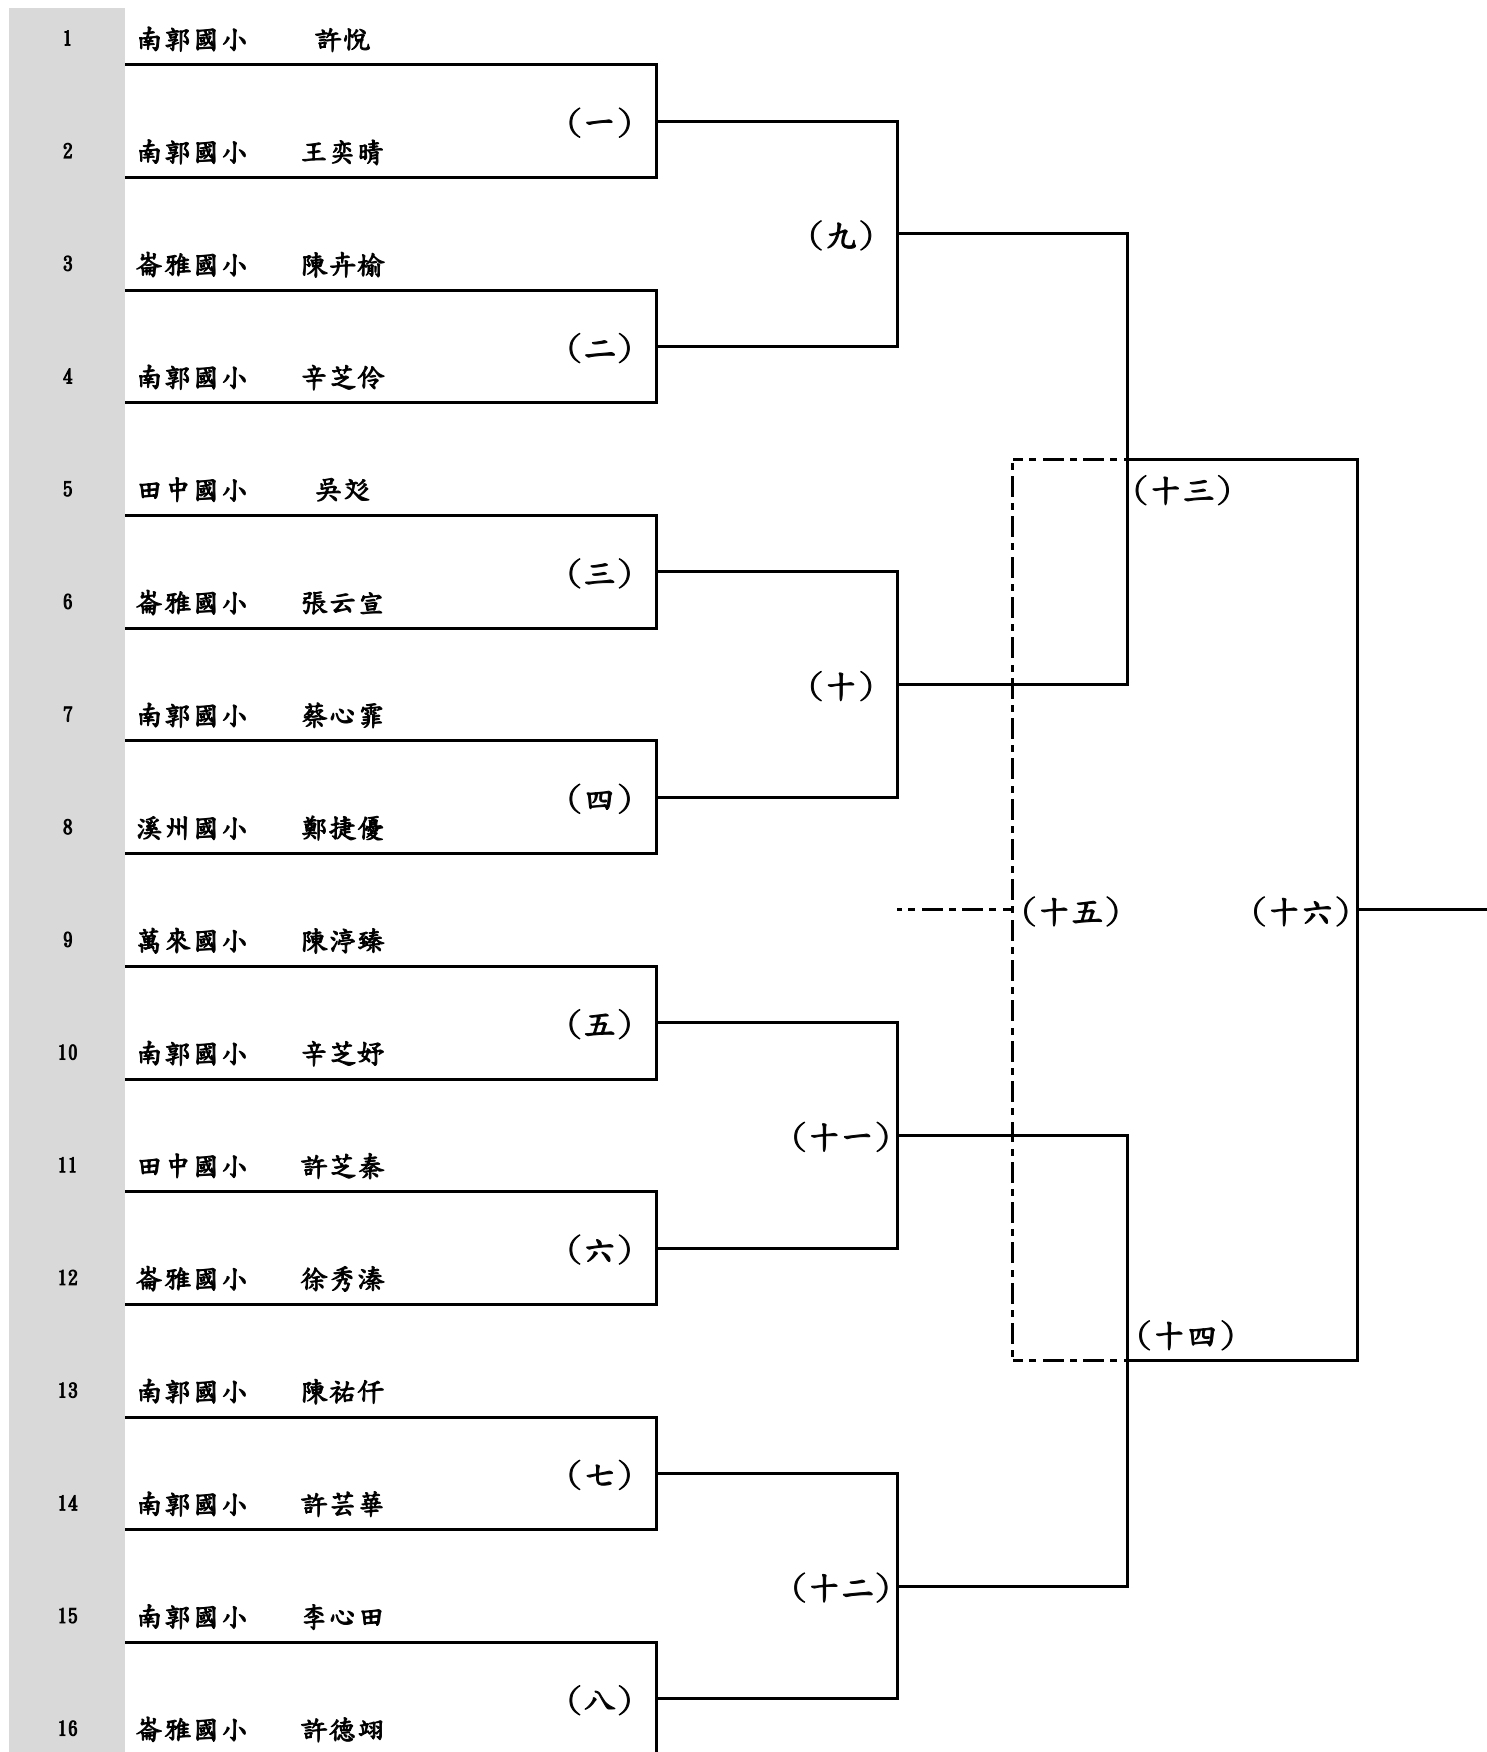 1 南郭國小 許悅
(一)
2 南郭國小 王奕晴
(九)
3 崙雅國小 陳卉榆
(二)
4 南郭國小 辛芝伶
5 田中國小 吳彣
(十三)
(三)
6 崙雅國小 張云宣
(十)
7 南郭國小 蔡心霏
(四)
8 溪州國小 鄭捷優
(十五) (十六)
9 萬來國小 陳渟臻
(五)
10 南郭國小 辛芝妤
(十一)
11 田中國小 許芝秦
(六)
12 崙雅國小 徐秀溱
(十四)
13 南郭國小 陳祐仟
(七)
14 南郭國小 許芸華
(十二)
15 南郭國小 李心田
(八)
16 崙雅國小 許德翊